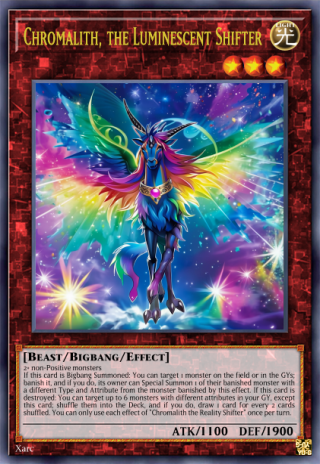 Chromalith, the Luminescent Shifter
LIGHT
光
[Beast/Bigbang/Effect]
2+ non-Positive monsters
If this card is Bigbang Summoned: You can target 1 monster on the field or in the GYs;
banish it, and if you do, its owner can Special Summon 1 of their banished monster with
a different Type and Attribute from the monster banished by this effect. If this card is
destroyed: You can target up to 6 monsters with different attributes in your GY, except
this card; shuffle them into the Deck, and if you do, draw 1 card for every 2 cards
shuffled. You can only use each effect of "Chromalith the Reality Shifter" once per turn.
ATK/1100 DEF/1900
Xarc